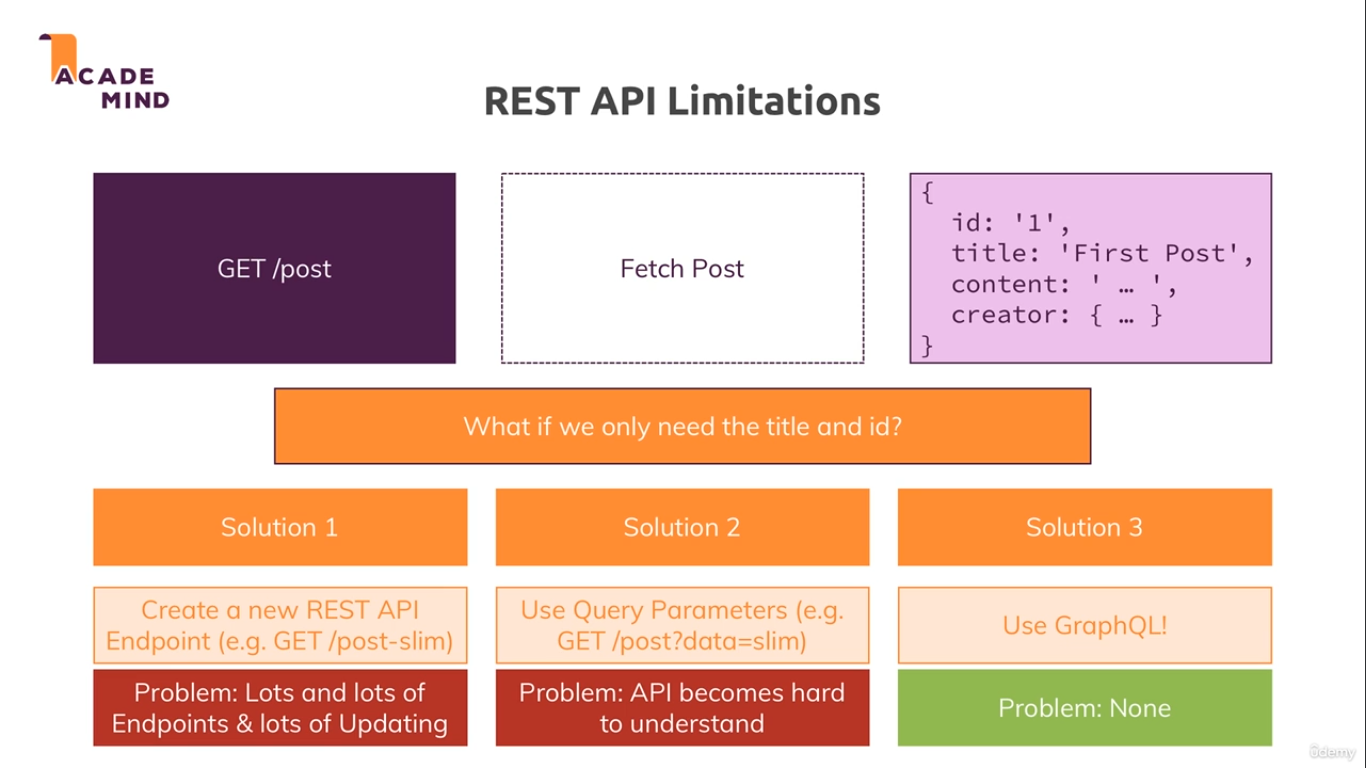 ACADE
MIND
REST API Limitations
GET /post
Fetch Post
{
id: '1',
title: 'First Post',
content: ' … ',
creator: { … }
}
What if we only need the title and id?
Solution 1
Solution 2
Solution 3
Create a new REST API
Endpoint (e.g. GET /post-slim)
Use Query Parameters (e.g.
GET /post?data=slim)
Use GraphQL!
Problem: Lots and lots of
Endpoints & lots of Updating
Problem: API becomes hard
to understand
Problem: None
ûdemy